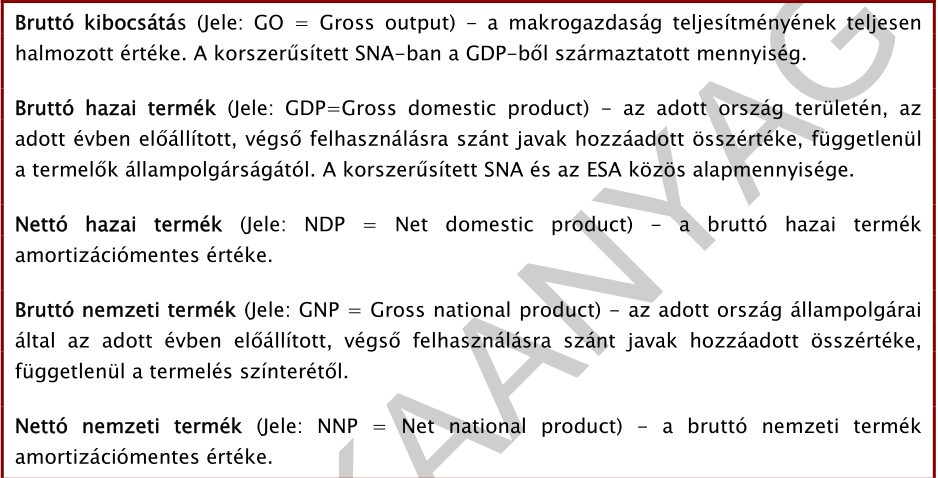 Bruttó kibocsátás (Jele: GO = Gross output) – a makrogazdaság teljesítményének teljesen
halmozott értéke. A korszerűsített SNA-ban a GDP-ből származtatott mennyiség.
Bruttó hazai termék (Jele: GDP=Gross domestic product) – az adott ország területén, az
adott évben előállított, végső felhasználásra szánt javak hozzáadott összértéke, függetlenül
a termelők állampolgárságától. A korszerűsített SNA és az ESA közös alapmennyisége.
Nettó hazai termék (Jele: NDP = Net domestic product) – a bruttó hazai termék
amortizációmentes értéke.
Bruttó nemzeti termék (Jele: GNP = Gross national product) – az adott ország állampolgárai
által az adott évben előállított, végső felhasználásra szánt javak hozzáadott összértéke,
függetlenül a termelés színterétől.
Nettó nemzeti termék (Jele: NNP = Net national product) – a bruttó nemzeti termék
amortizációmentes értéke.
KAANYAG